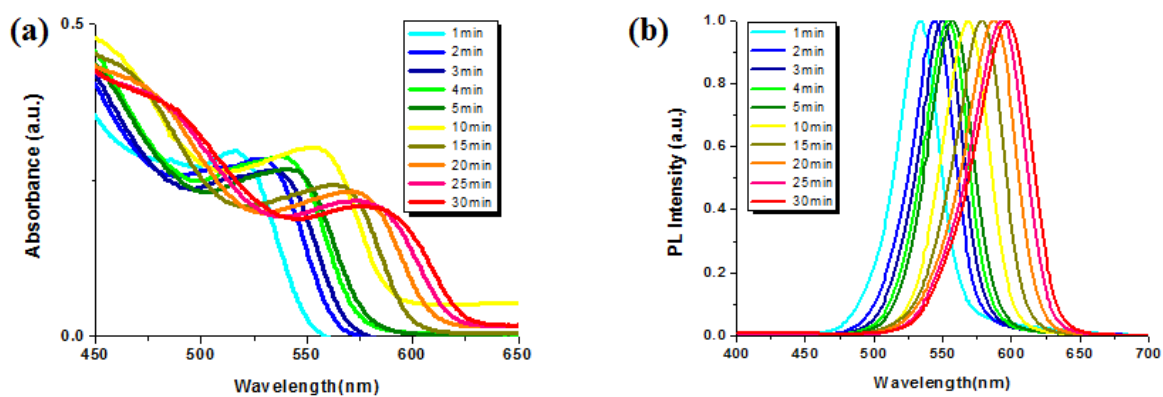 (a)
0.5
0.0
Absorbance (a.u.)
450
500
550
600
650
Wavelength(nm)
1min
2min
3min
4min
5min
10min
15min
20min
25min
30min
(b)
1.0
0.8
0.6
0.4
0.2
0.0
PL Intensity (a.u.)
400
450
500
550
600
650
700
Wavelength(nm)
1min
2min
3min
4min
5min
10min
15min
20min
25min
30min